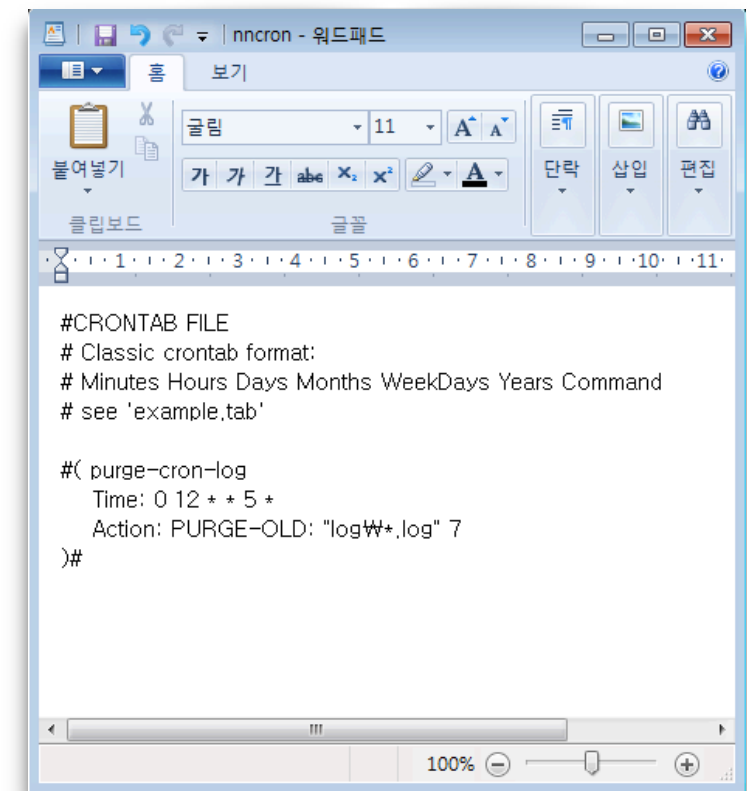 nncron - 워드패드
홈 보기
붙여넣기
클립보드
굴림 11 A A
가 가 가 abc X₂ X² A
글꼴
단락
삽입
편집
1 2 3 4 5 6 7 8 9 10 11
#CRONTAB FILE
# Classic crontab format:
# Minutes Hours Days Months WeekDays Years Command
# see 'example.tab'
#( purge-cron-log
Time: 0 12 * * 5 *
Action: PURGE-OLD: "log₩*.log" 7
)#
100%